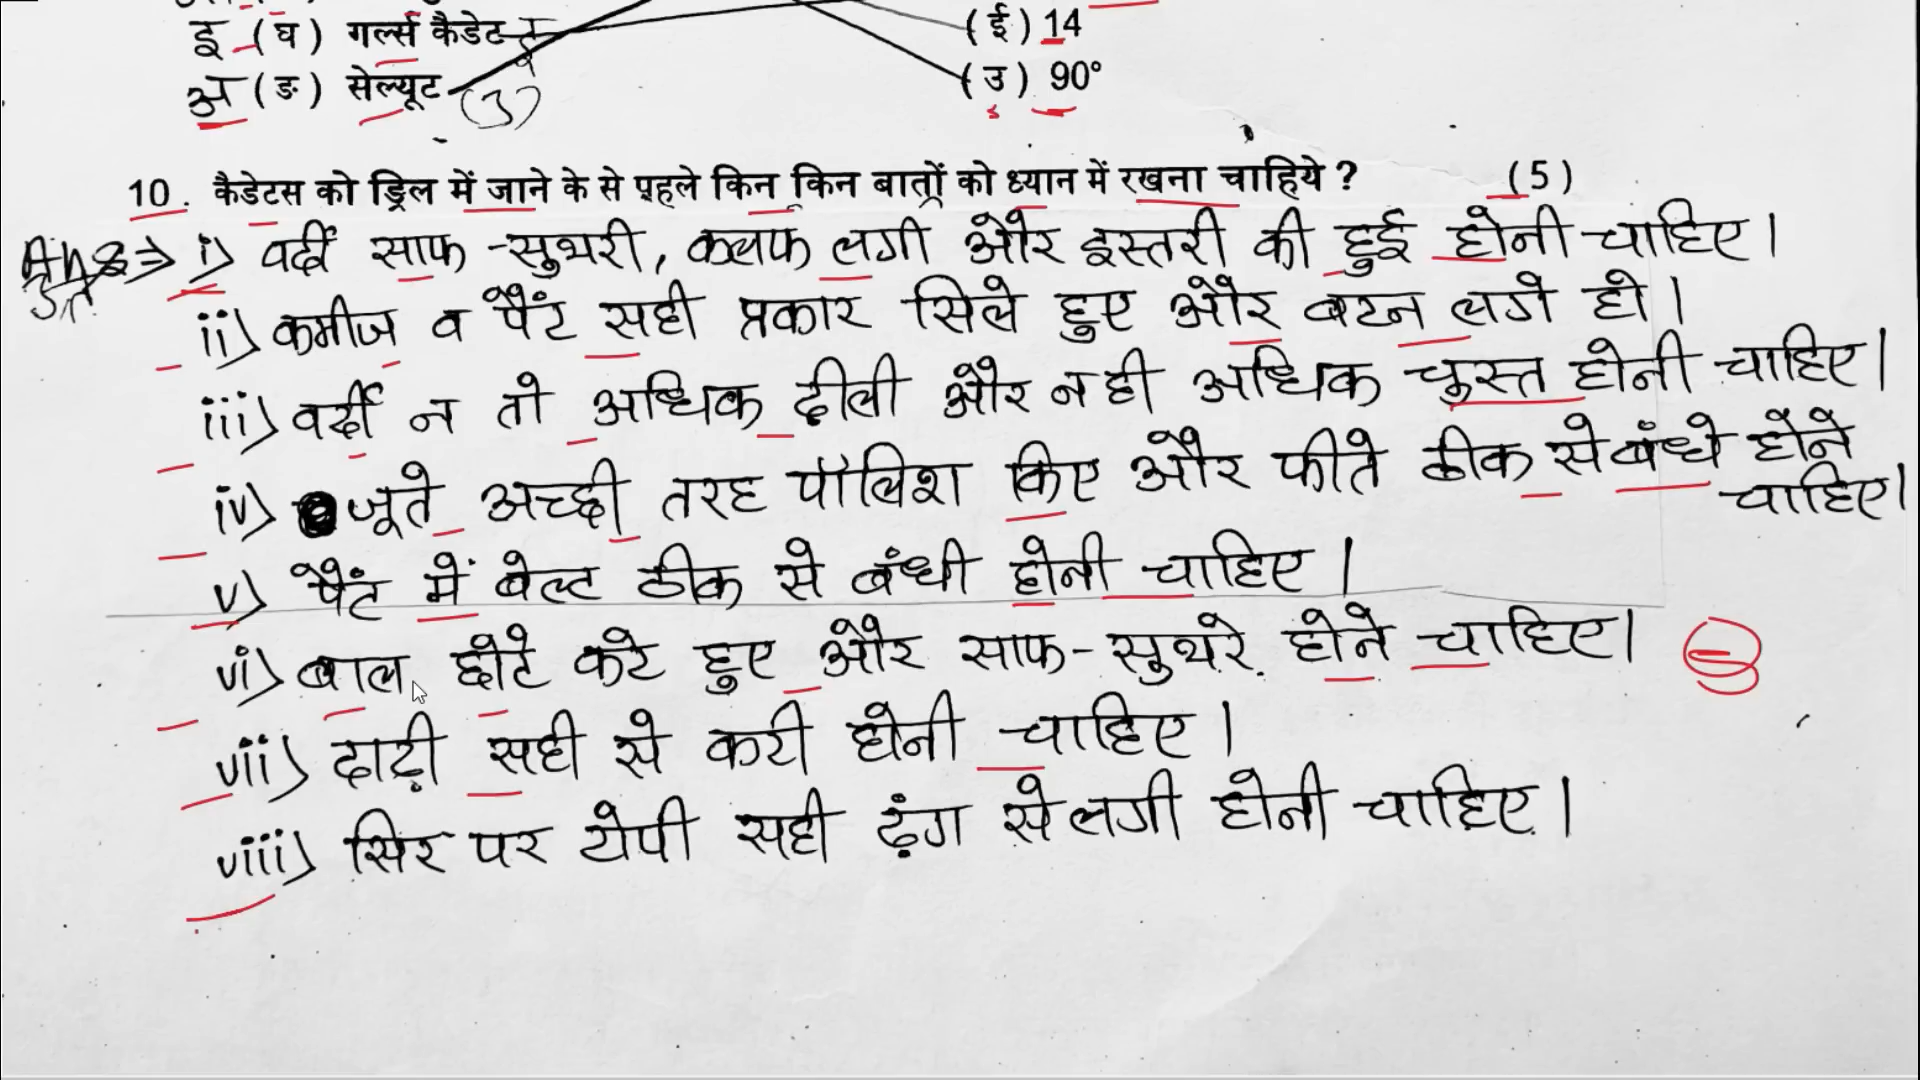 इ (घ) गर्ल्स कैडेट (ई) 14
अ (ङ) सेल्यूट (उ) 90°
10. कैडेटस को ड्रिल में जाने के से पहले किन किन बातों को ध्यान में रखना चाहिये ? (5)
Ans⇒ i) वर्दी साफ-सुथरी, कलफ लगी और इस्तरी की हुई होनी चाहिए।
ii) कमीज व पैंट सही प्रकार सिले हुए और बटन लगे हो।
iii) वर्दी न तो अधिक ढीली और न ही अधिक चुस्त होनी चाहिए।
iv) जूते अच्छी तरह पॉलिश किए और फीते ठीक से बंधे होने
चाहिए।
v) पैंट में बेल्ट ठीक से बंधी होनी चाहिए।
vi) बाल छोटे कटे हुए और साफ-सुथरे होने चाहिए।
vii) दाढ़ी सही से कटी होनी चाहिए।
viii) सिर पर टोपी सही ढ़ंग से लगी होनी चाहिए।